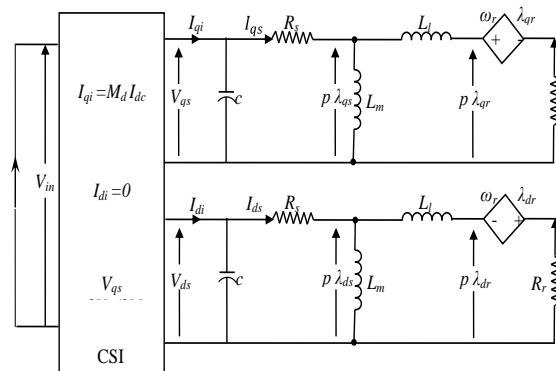 I_qi I_qs R_s L_l ω_r λ_qr
+ -
I_qi = M_d I_dc V_qs c p λ_qs L_m p λ_qr
V_in
I_di = 0
I_di I_ds R_s L_l ω_r λ_dr
- +
V_qs V_ds c p λ_ds L_m p λ_dr R_r
CSI